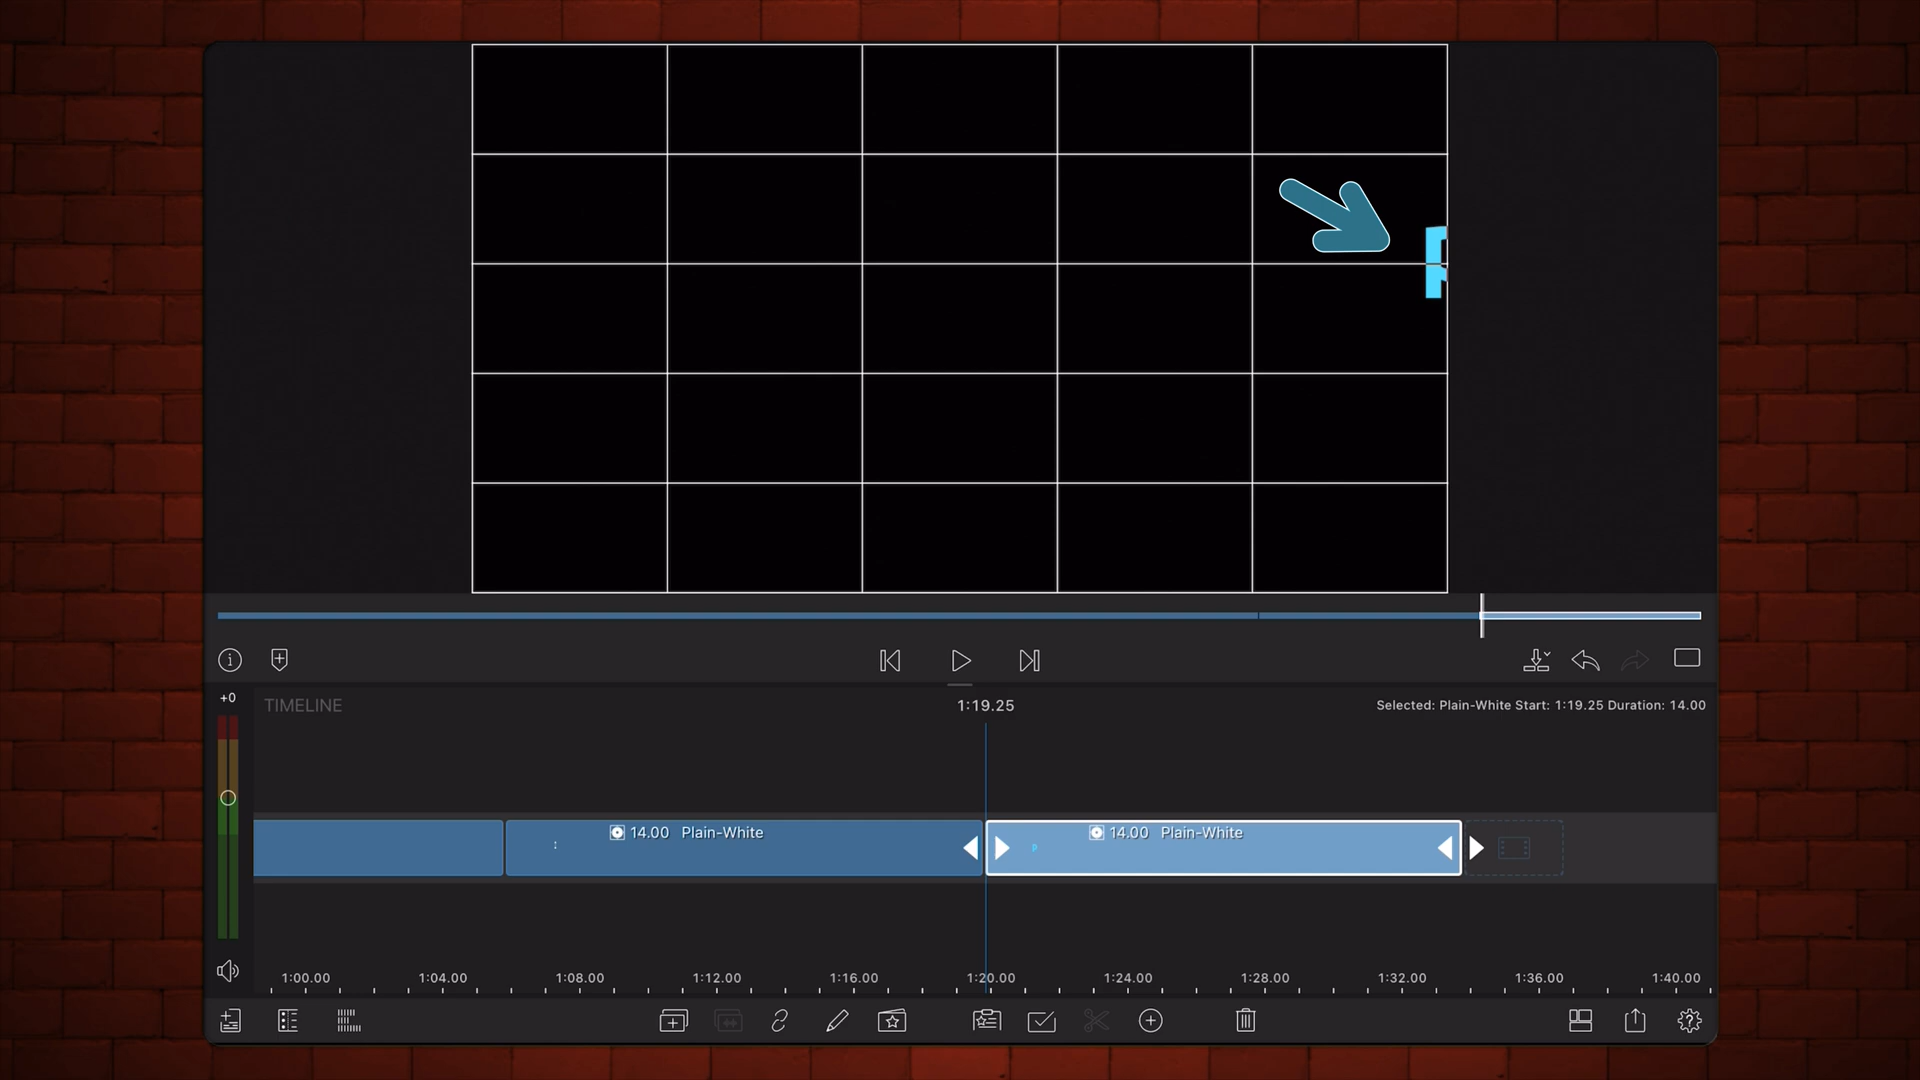 +0
TIMELINE
1:19.25
Selected: Plain-White Start: 1:19.25 Duration: 14.00
14.00 Plain-White
14.00 Plain-White
1:00.00 1:04.00 1:08.00 1:12.00 1:16.00 1:20.00 1:24.00 1:28.00 1:32.00 1:36.00 1:40.00